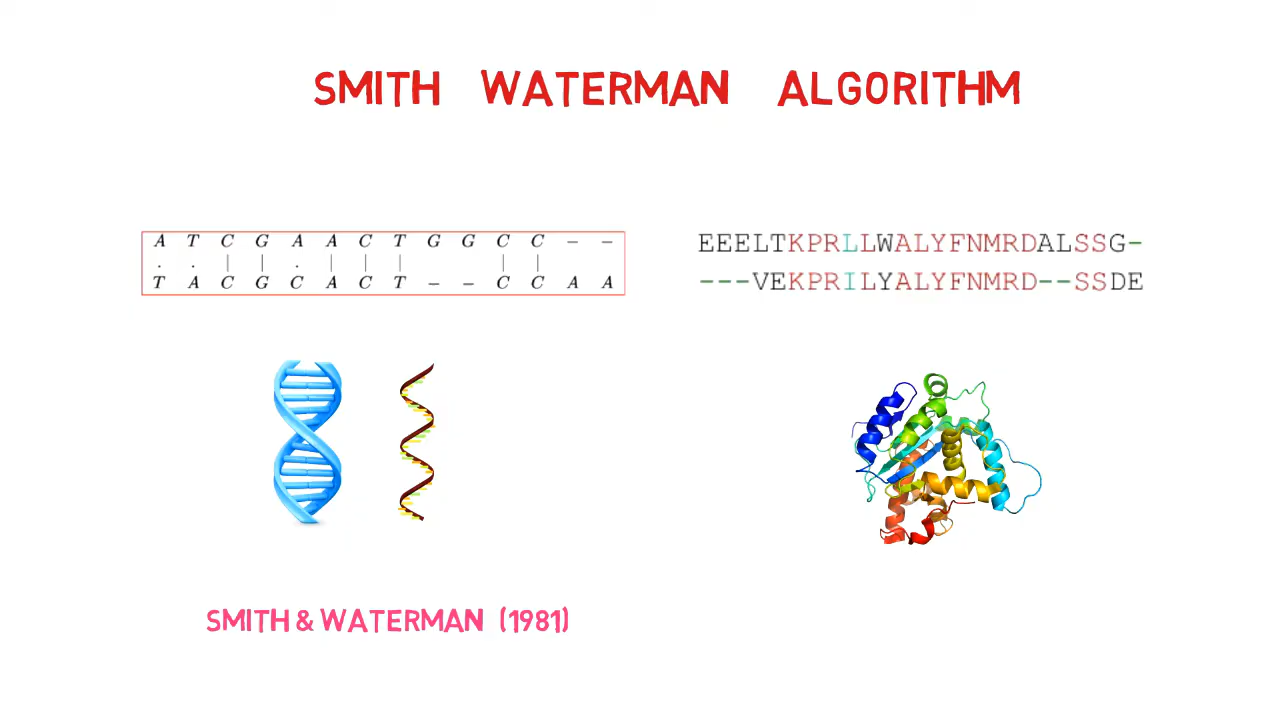 SMITH WATERMAN ALGORITHM
A T C G A A C T G G C C – –
. . | | . | | | | |
T A C G C A C T – – C C A A
EEELTKPRLLWALYFNMRDALSSG-
---VEKPRILYALYFNMRD--SSDE
SMITH & WATERMAN (1981)